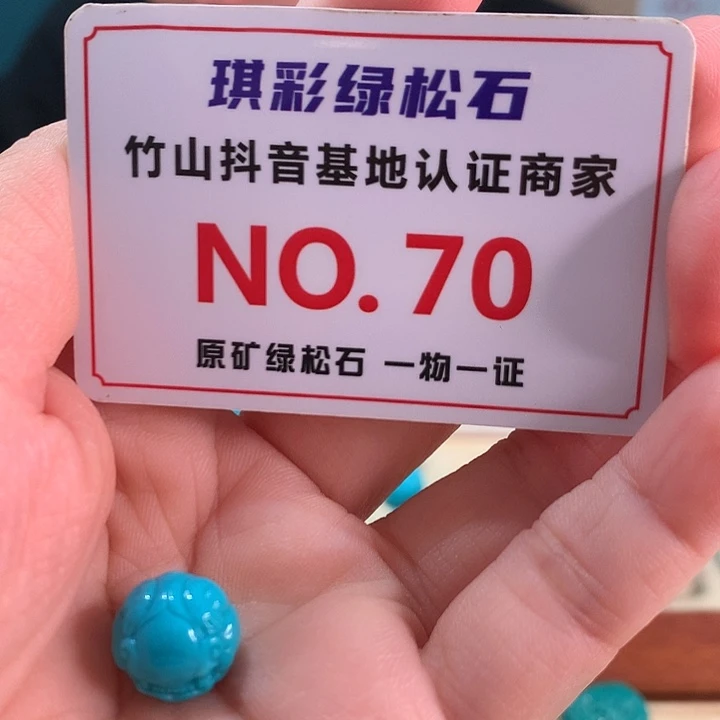 琪彩绿松石
竹山抖音基地认证商家
NO.70
原矿绿松石 一物一证